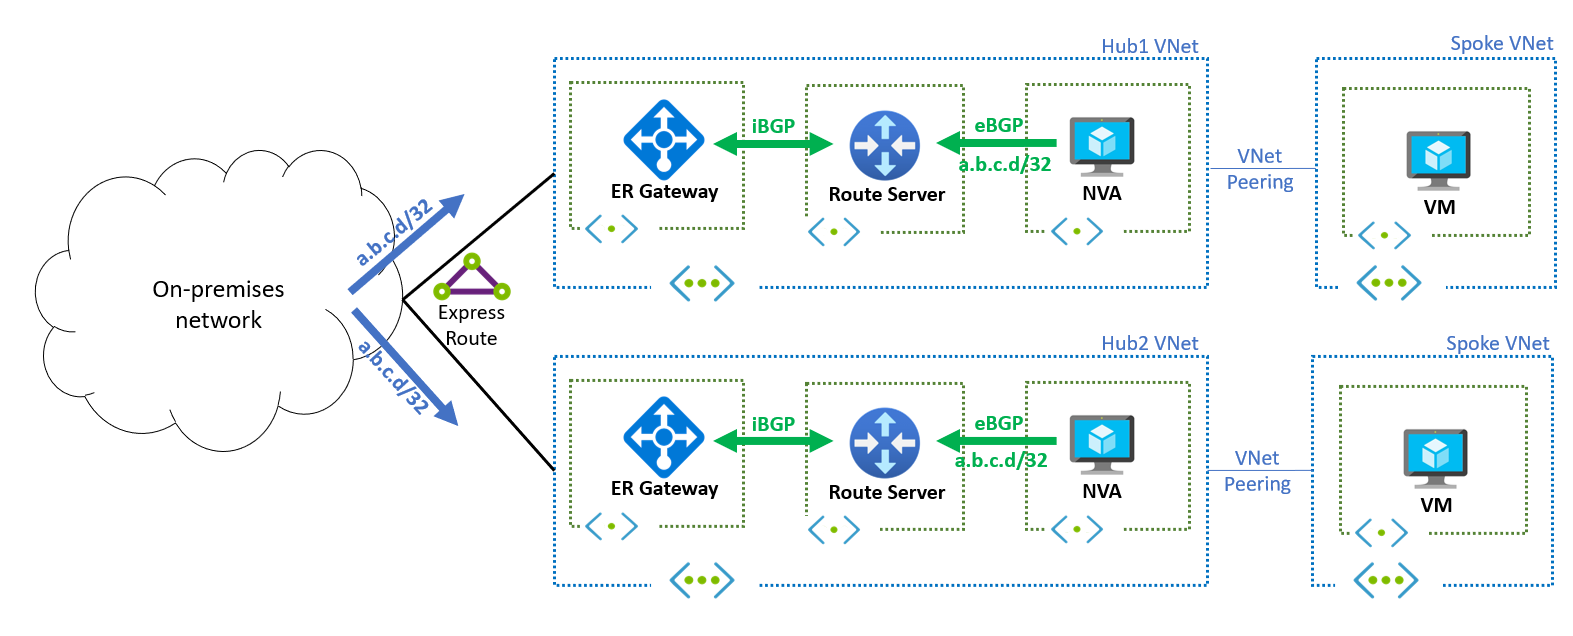 Hub1 VNet
Spoke VNet
iBGP
eBGP
a.b.c.d/32
ER Gateway
Route Server
NVA
VNet
Peering
VM
a.b.c.d/32
On-premises
network
Express
Route
a.b.c.d/32
Hub2 VNet
Spoke VNet
iBGP
eBGP
a.b.c.d/32
ER Gateway
Route Server
NVA
VNet
Peering
VM